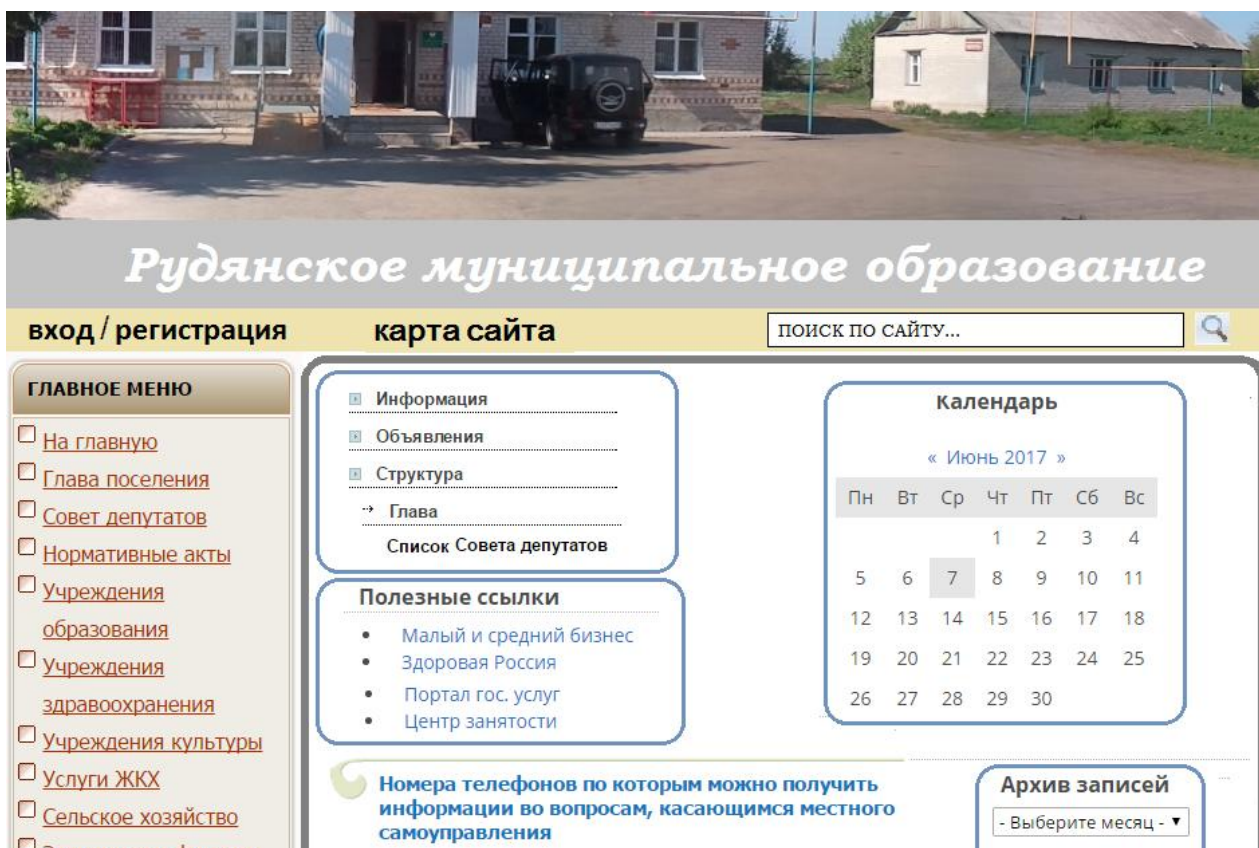 Рудянское муниципальное образование
вход / регистрация
карта сайта
ПОИСК ПО САЙТУ...
ГЛАВНОЕ МЕНЮ
На главную
Глава поселения
Совет депутатов
Нормативные акты
Учреждения
образования
Учреждения
здравоохранения
Учреждения культуры
Услуги ЖКХ
Сельское хозяйство
Информация
Объявления
Структура
Глава
Список Совета депутатов
Полезные ссылки
Малый и средний бизнес
Здоровая Россия
Портал гос. услуг
Центр занятости
Календарь
« Июнь 2017 »
Пн Вт Ср Чт Пт Сб Вс
1 2 3 4
5 6 7 8 9 10 11
12 13 14 15 16 17 18
19 20 21 22 23 24 25
26 27 28 29 30
Номера телефонов по которым можно получить
информации во вопросам, касающимся местного
самоуправления
Архив записей
- Выберите месяц -